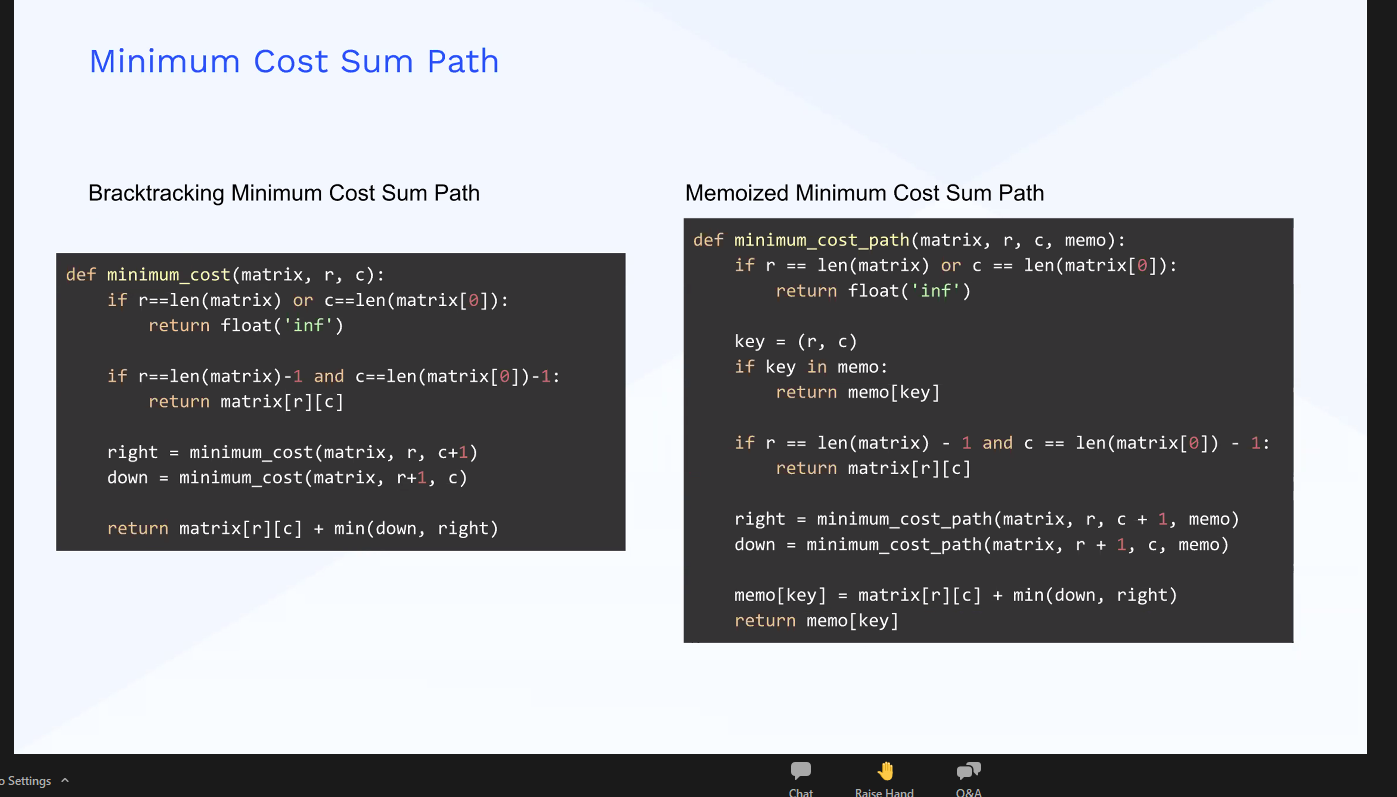 Minimum Cost Sum Path
Bracktracking Minimum Cost Sum Path
def minimum_cost(matrix, r, c):
    if r==len(matrix) or c==len(matrix[0]):
        return float('inf')

    if r==len(matrix)-1 and c==len(matrix[0])-1:
        return matrix[r][c]

    right = minimum_cost(matrix, r, c+1)
    down = minimum_cost(matrix, r+1, c)

    return matrix[r][c] + min(down, right)
Memoized Minimum Cost Sum Path
def minimum_cost_path(matrix, r, c, memo):
    if r == len(matrix) or c == len(matrix[0]):
        return float('inf')

    key = (r, c)
    if key in memo:
        return memo[key]

    if r == len(matrix) - 1 and c == len(matrix[0]) - 1:
        return matrix[r][c]

    right = minimum_cost_path(matrix, r, c + 1, memo)
    down = minimum_cost_path(matrix, r + 1, c, memo)

    memo[key] = matrix[r][c] + min(down, right)
    return memo[key]
o Settings
Chat
Raise Hand
Q&A